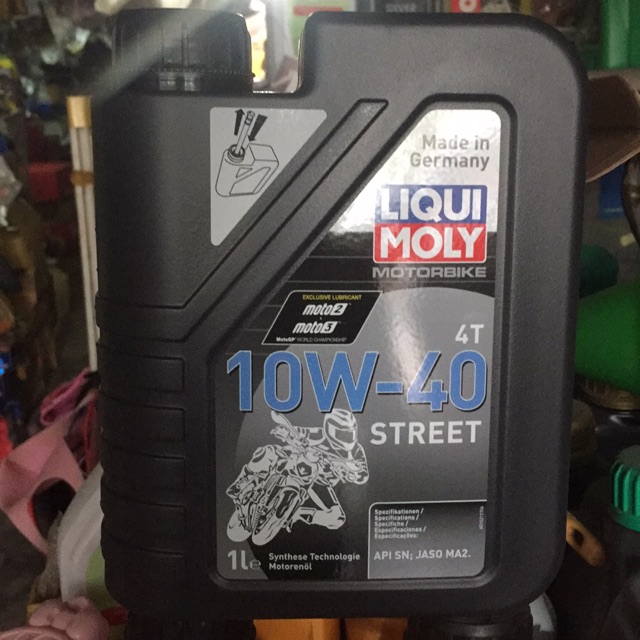 Made in
Germany
LIQUI
MOLY
MOTORBIKE
EXCLUSIVE LUBRICANT
moto2
moto3
MotoGP WORLD CHAMPIONSHIP
4T
10W-40
STREET
Spezifikationen /
Specifications /
Specifiche /
Especificaciones /
Especificações:
API SN; JASO MA2.
1L e
Synthese Technologie
Motorenöl